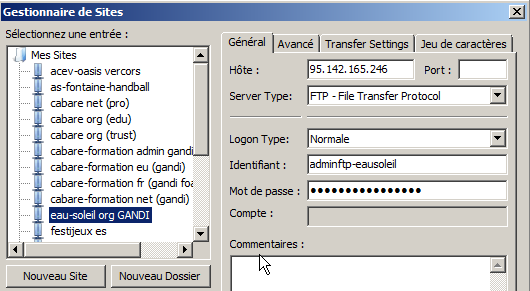 Gestionnaire de Sites
Sélectionnez une entrée :
Mes Sites
acev-oasis vercors
as-fontaine-handball
cabare net (pro)
cabare org (edu)
cabare org (trust)
cabare-formation admin gandi
cabare-formation eu (gandi)
cabare-formation fr (gandi foa
cabare-formation net (gandi)
eau-soleil org GANDI
festijeux es
Nouveau Site
Nouveau Dossier
Général
Avancé
Transfer Settings
Jeu de caractères
Hôte :
95.142.165.246
Port :
Server Type:
FTP - File Transfer Protocol
Logon Type:
Normale
Identifiant :
adminftp-eausoleil
Mot de passe :
●●●●●●●●●●●●●●●●
Compte :
Commentaires :